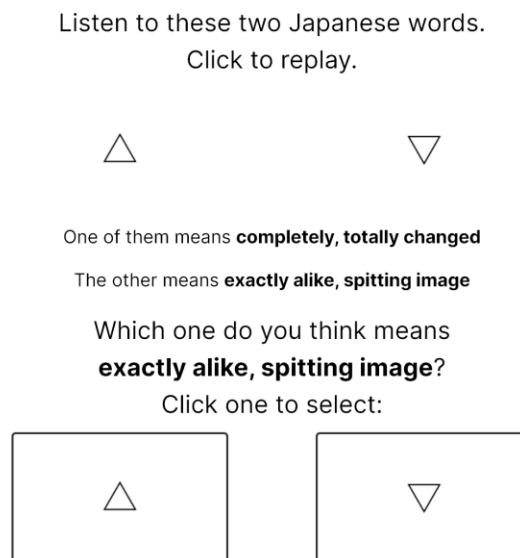 Listen to these two Japanese words.
Click to replay.
One of them means completely, totally changed
The other means exactly alike, spitting image
Which one do you think means
exactly alike, spitting image?
Click one to select: